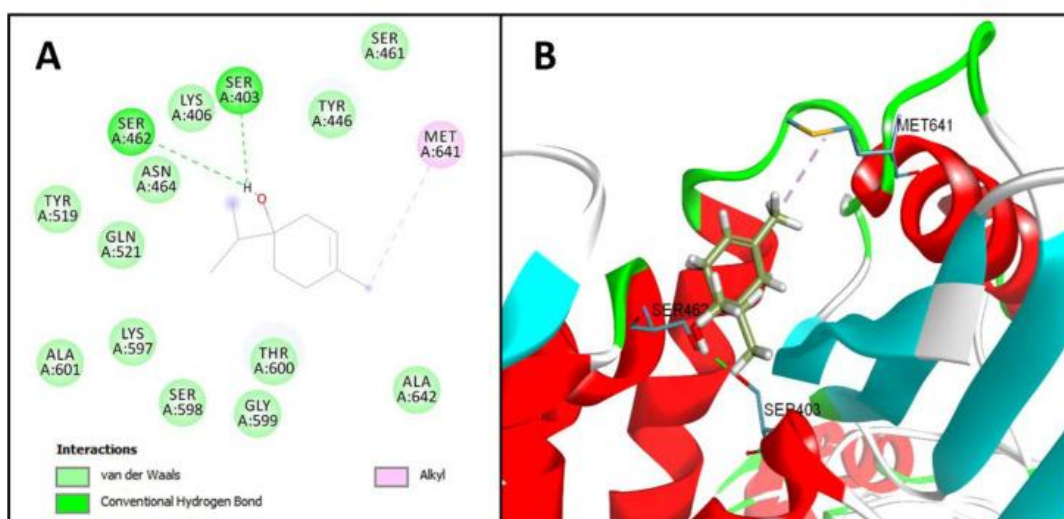 A
SER
A:461
SER
A:403
LYS
A:406
TYR
A:446
SER
A:462
MET
A:641
ASN
A:464
H
O
TYR
A:519
GLN
A:521
LYS
A:597
ALA
A:601
THR
A:600
SER
A:598
GLY
A:599
ALA
A:642
Interactions
van der Waals
Conventional Hydrogen Bond
Alkyl
B
MET641
SER462
SER403